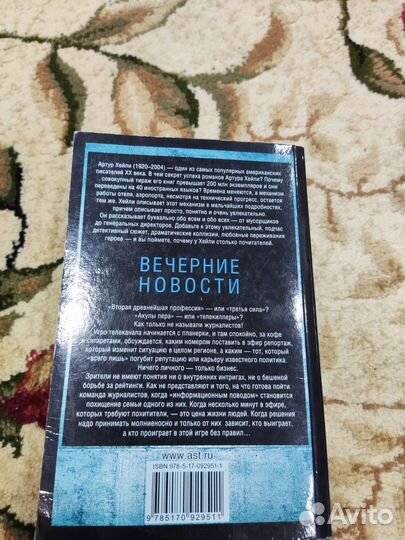 Артур Хейли (1920–2004) — один из самых популярных американских
писателей XX века. В чем секрет успеха романов Артура Хейли? Почему
совокупный тираж его книг превышает 200 млн экземпляров и они
переведены на 40 иностранных языков? Времена меняются, а механизм
работы отеля, аэропорта, несмотря на технический прогресс, остается
тем же. Хейли описывает этот механизм в мельчайших подробностях,
причем описывает просто, понятно и очень увлекательно.
Он рассказывает буквально обо всем и обо всех — от мусорщиков
до генеральных директоров. Добавьте к этому увлекательный, подчас
детективный сюжет, драматические коллизии, любовные переживания
героев — и вы поймете, почему у Хейли столько почитателей.
ВЕЧЕРНИЕ
НОВОСТИ
«Вторая древнейшая профессия» — или «третья сила»?
«Акулы пера» — или «телекиллеры»?
Как только не называли журналистов!
Утро телеканала начинается с планерки, и там спокойно, за кофе
и сигаретами, обсуждается, каким номером поставить в эфир репортаж,
который изменит ситуацию в целом регионе, а каким — тот, который
«всего лишь» погубит репутацию или карьеру известного политика.
Ничего личного – только бизнес.
Зрители не имеют понятия ни о внутренних интригах, ни о бешеной
борьбе за рейтинги. Как не представляют и того, на что готова пойти
команда журналистов, когда «информационным поводом» становится
похищение семьи одного из них. Когда несколько минут в эфире,
которых требуют похитители, — это цена жизни людей. Когда решения
надо принимать молниеносно и только от них зависит, кто выиграет,
а кто проиграет в этой игре без правил…
www.ast.ru
ISBN 978-5-17-092951-1
9 785170 929511
Avito